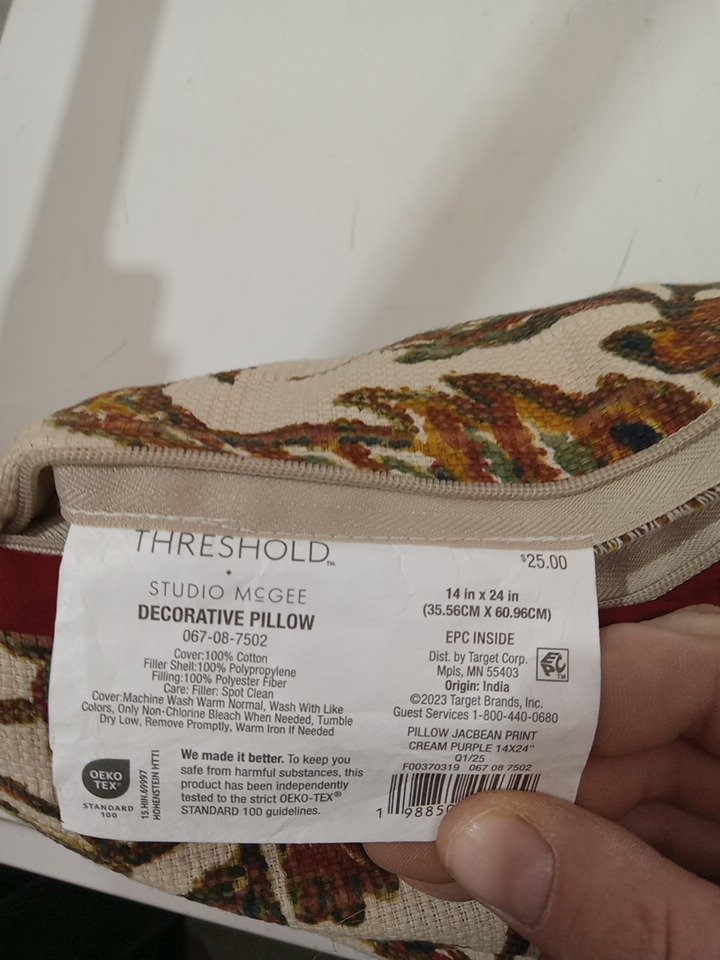 THRESHOLD™
STUDIO McGEE
DECORATIVE PILLOW
067-08-7502
Cover:100% Cotton
Filler Shell:100% Polypropylene
Filling:100% Polyester Fiber
Care: Filler: Spot Clean
Cover:Machine Wash Warm Normal, Wash With Like
Colors, Only Non-Chlorine Bleach When Needed, Tumble
Dry Low, Remove Promptly, Warm Iron If Needed
OEKO
TEX®
STANDARD
100
15.HIN.69997
HOHENSTEIN HTTI
We made it better. To keep you
safe from harmful substances, this
product has been independently
tested to the strict OEKO-TEX®
STANDARD 100 guidelines.
$25.00
14 in x 24 in
(35.56CM X 60.96CM)
EPC INSIDE
Dist. by Target Corp.
Mpls, MN 55403
Origin: India
EPC™
©2023 Target Brands, Inc.
Guest Services 1-800-440-0680
PILLOW JACBEAN PRINT
CREAM PURPLE 14X24"
Q1/25
F00370319 067 08 7502
1 9885